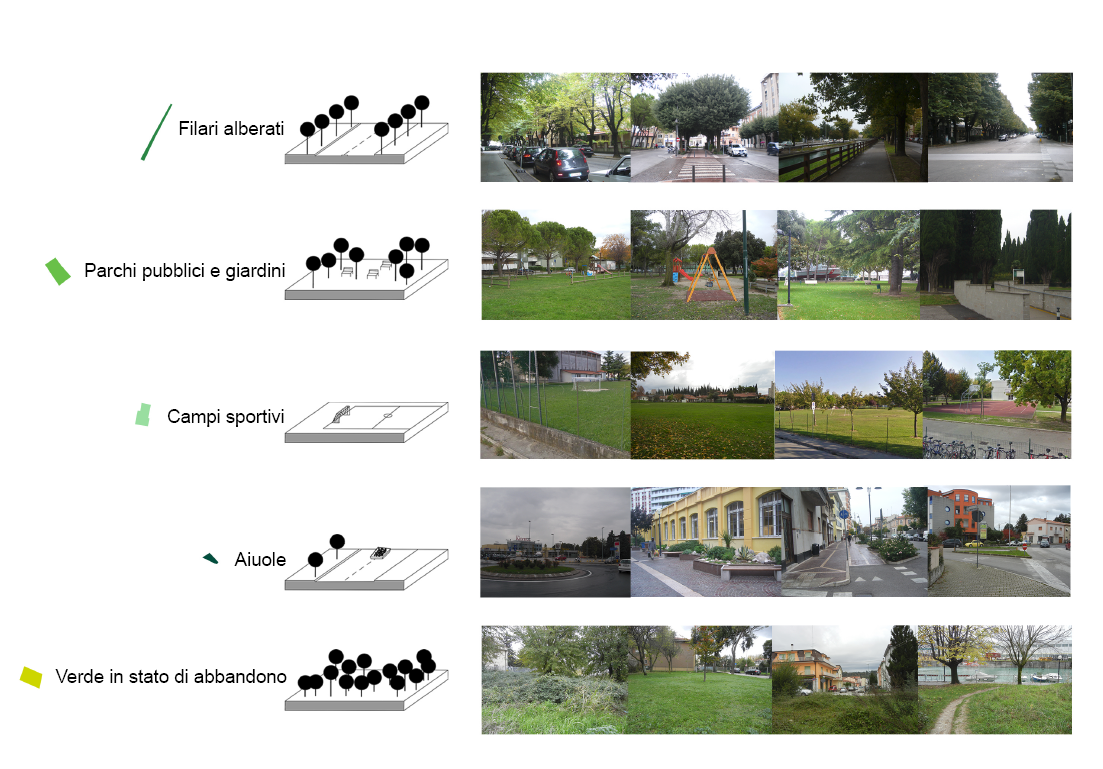 Filari alberati
Parchi pubblici e giardini
Campi sportivi
Aiuole
Verde in stato di abbandono